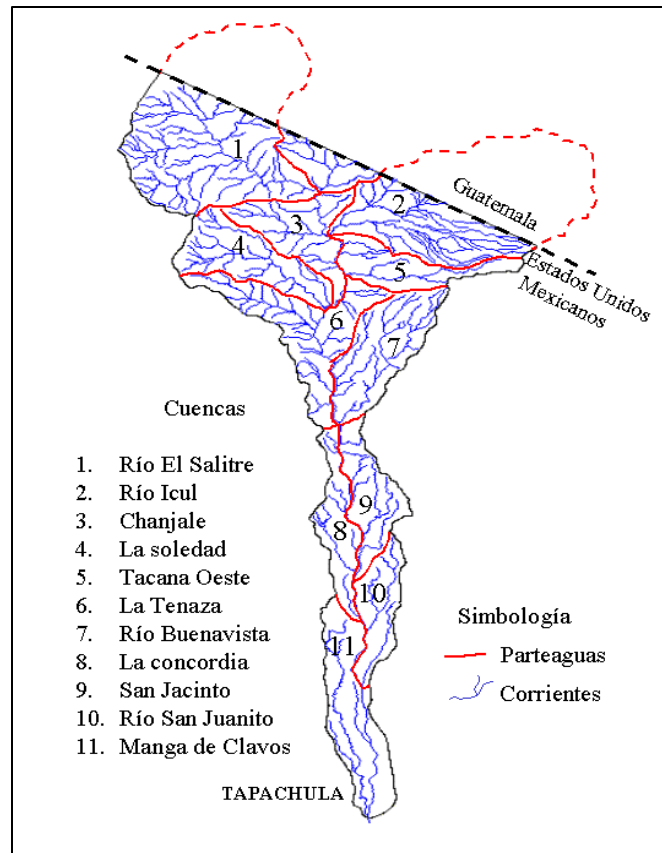 1
2
Guatemala
3
4
5
Estados Unidos
Mexicanos
6
7
Cuencas
1. Río El Salitre
2. Río Icul
3. Chanjale
4. La soledad
5. Tacana Oeste
6. La Tenaza
7. Río Buenavista
8. La concordia
9. San Jacinto
10. Río San Juanito
11. Manga de Clavos
9
8
10
11
Simbología
Parteaguas
Corrientes
TAPACHULA